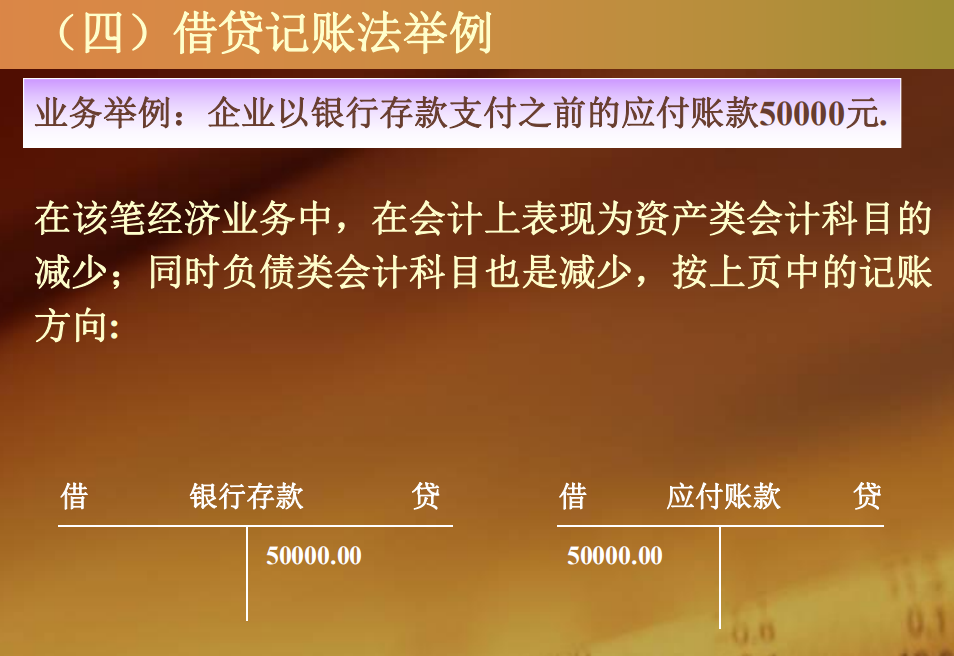 （四）借贷记账法举例
业务举例：企业以银行存款支付之前的应付账款50000元.
在该笔经济业务中，在会计上表现为资产类会计科目的
减少；同时负债类会计科目也是减少，按上页中的记账
方向:
借 银行存款 贷 借 应付账款 贷
50000.00 50000.00
0.1